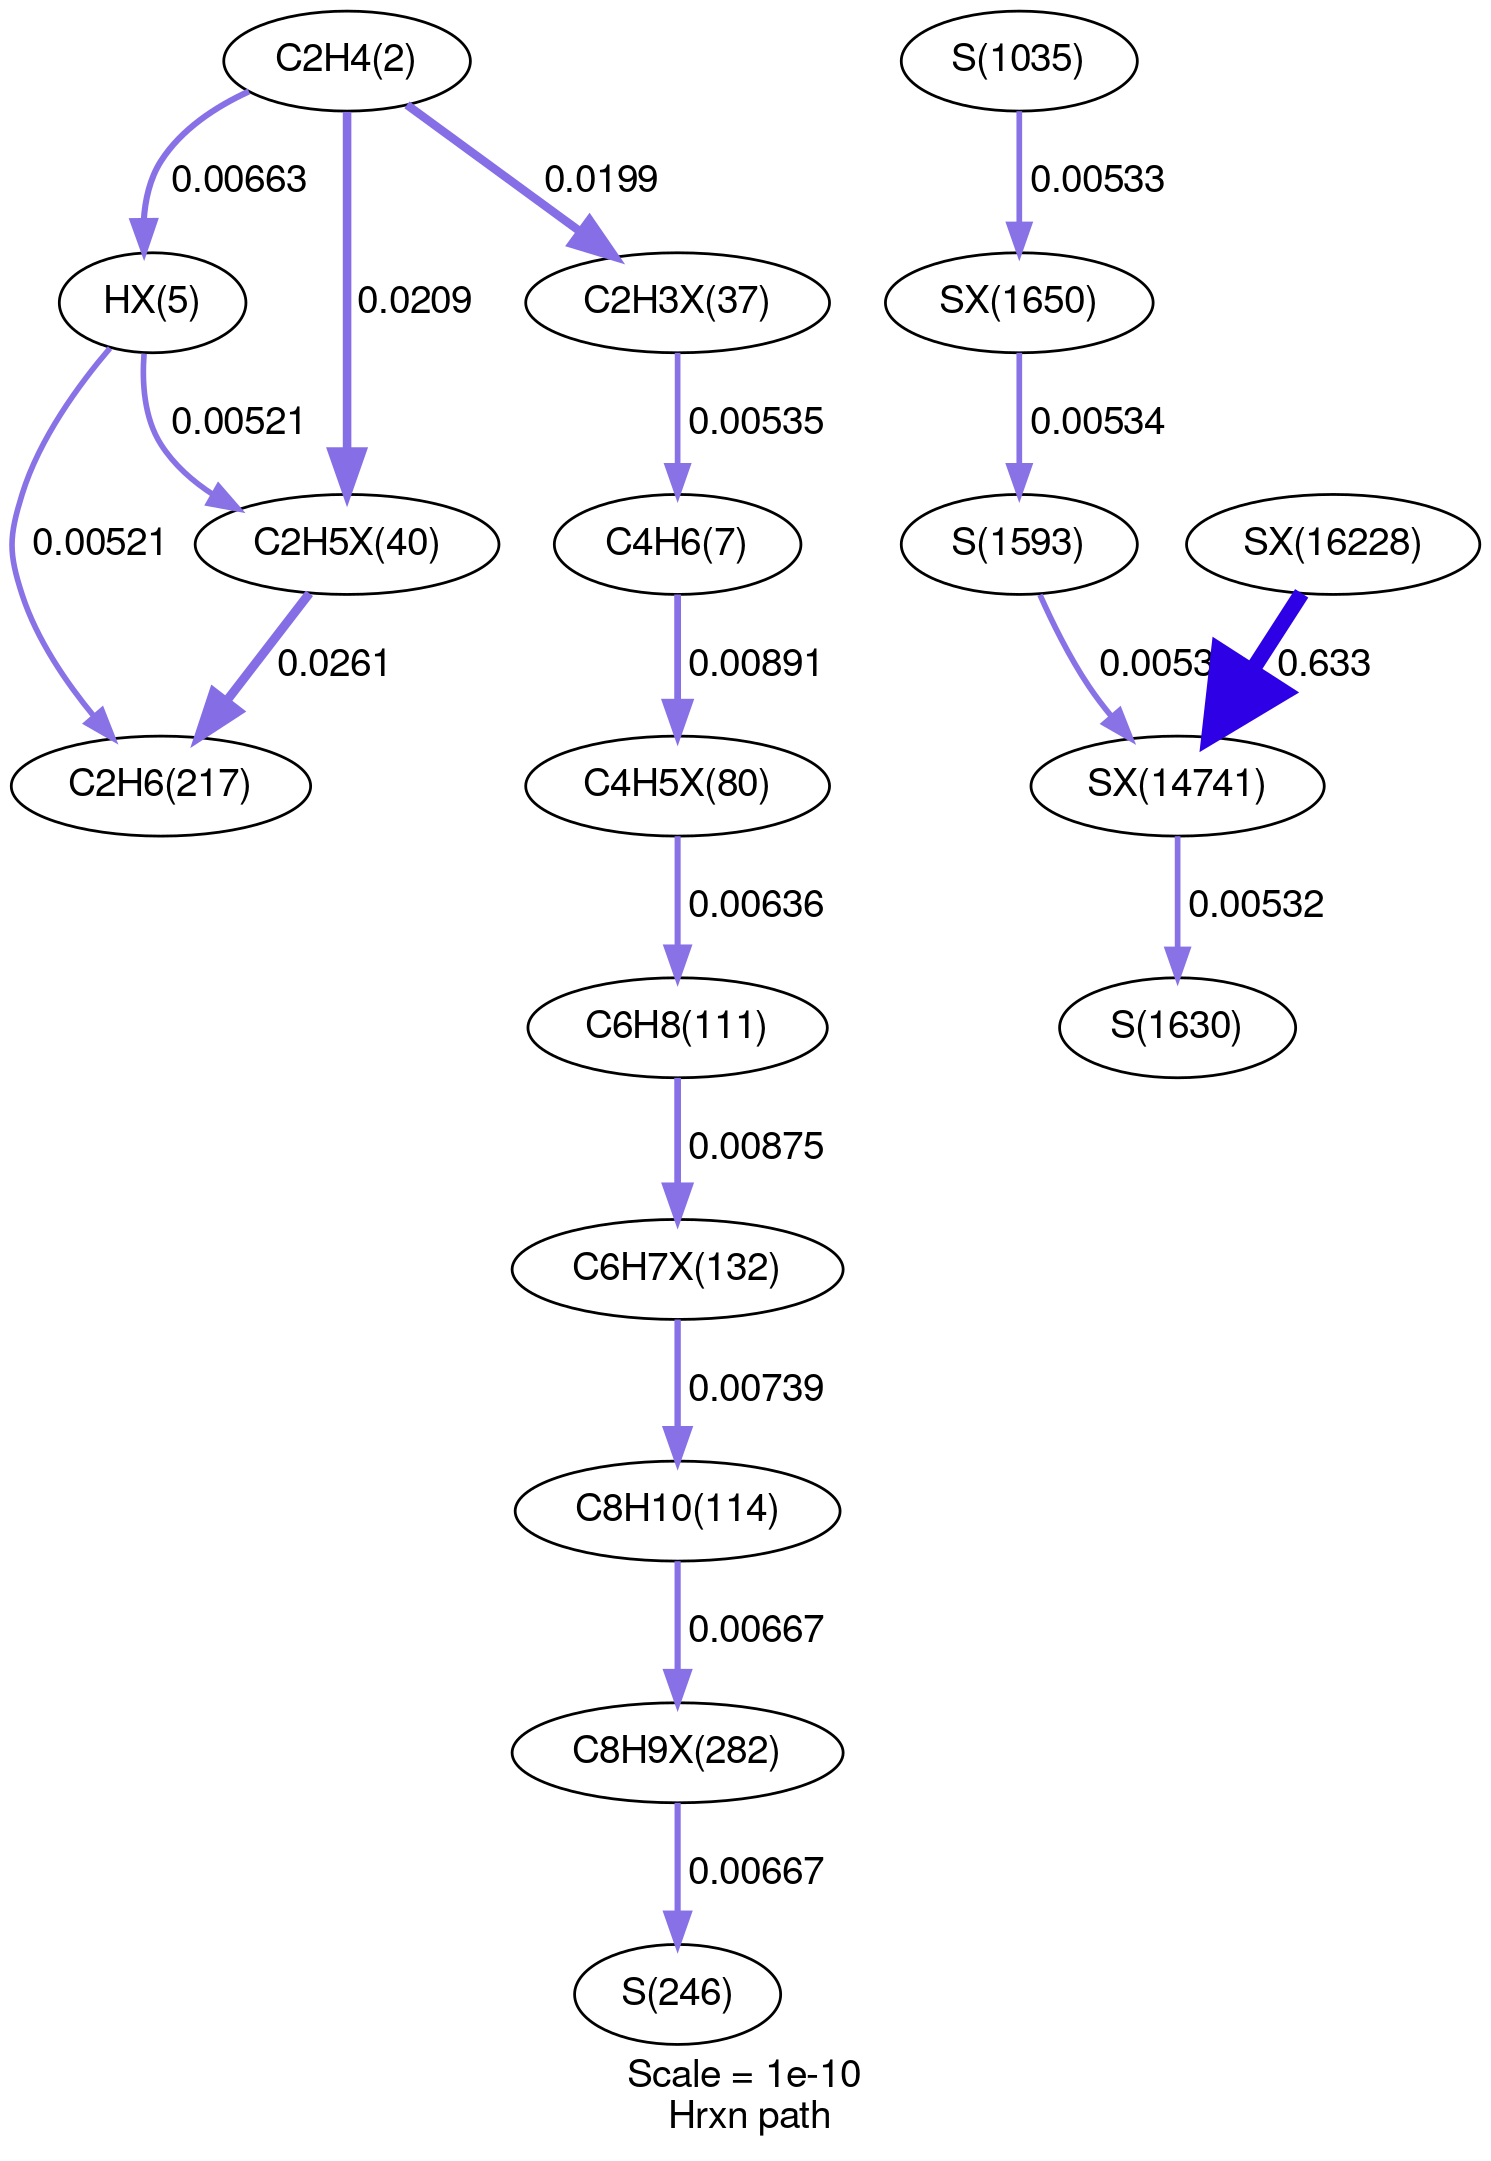 C2H4(2)
S(1035)
0.00663
0.0199
0.00533
HX(5)
0.0209
C2H3X(37)
SX(1650)
0.00521
0.00535
0.00534
0.00521
C2H5X(40)
C4H6(7)
S(1593)
SX(16228)
0.0261
0.00891
0.0053
0.633
C2H6(217)
C4H5X(80)
SX(14741)
0.00636
0.00532
C6H8(111)
S(1630)
0.00875
C6H7X(132)
0.00739
C8H10(114)
0.00667
C8H9X(282)
0.00667
S(246)
Scale = 1e-10
Hrxn path